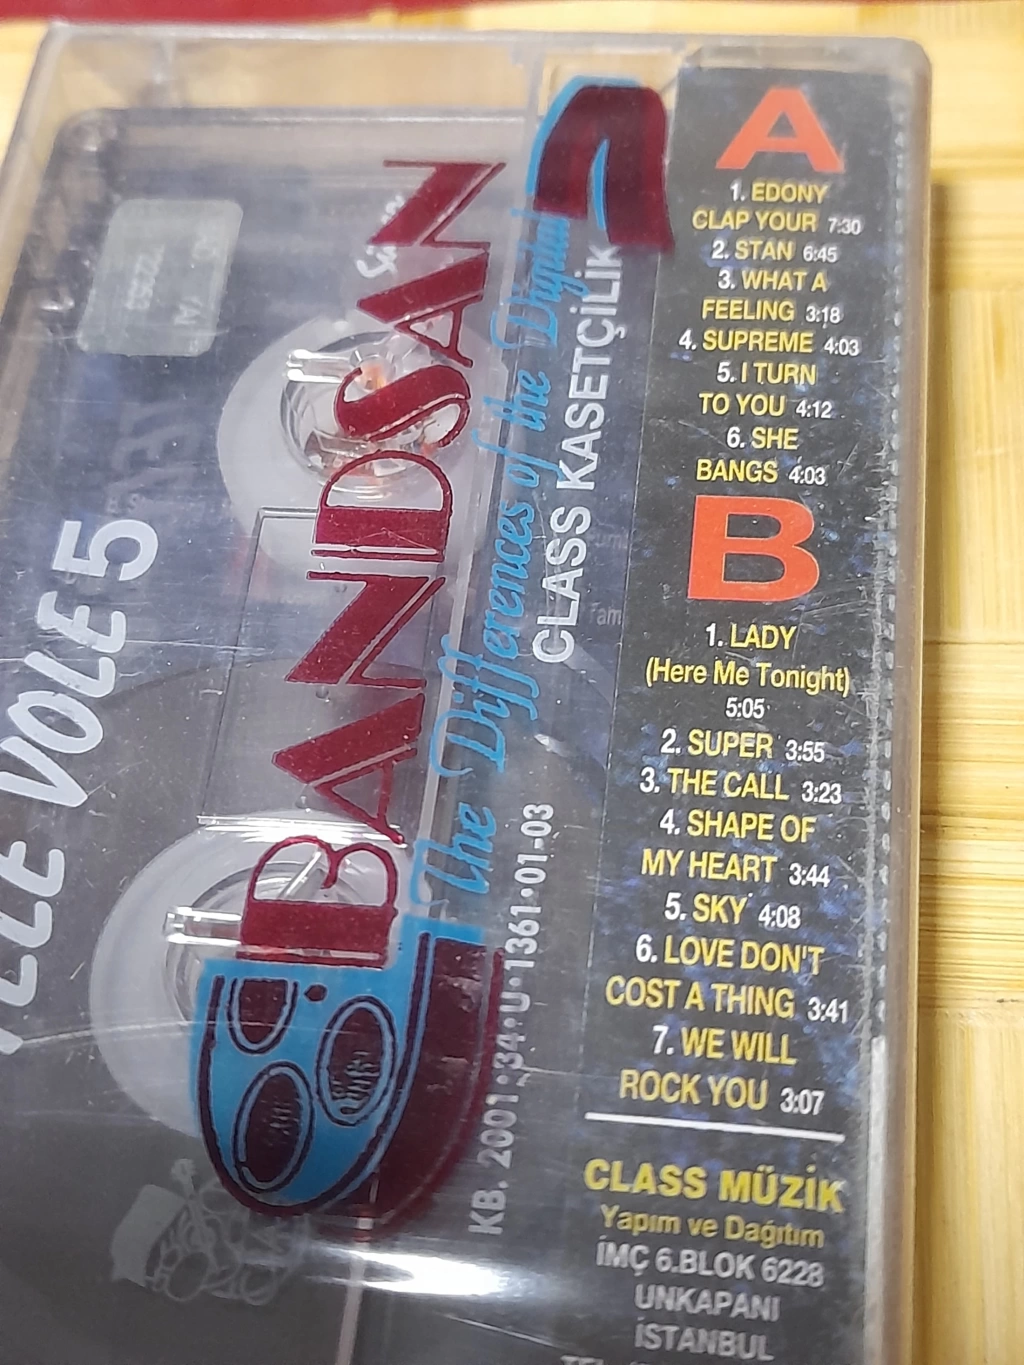 A
1. EDONY
CLAP YOUR 7:30
2. STAN 6:45
3. WHAT A
FEELING 3:18
4. SUPREME 4:03
5. I TURN
TO YOU 4:12
6. SHE
BANGS 4:03
B
1. LADY
(Here Me Tonight)
5:05
2. SUPER 3:55
3. THE CALL 3:23
4. SHAPE OF
MY HEART 3:44
5. SKY 4:08
6. LOVE DON'T
COST A THING 3:41
7. WE WILL
ROCK YOU 3:07
CLASS MÜZİK
Yapım ve Dağıtım
İMÇ 6.BLOK 6228
UNKAPANI
İSTANBUL
BANDSAN
The Differences of the Digital
CLASS KASETÇİLİK
KB. 2001•34•U•1361•01-03
VOLE 5